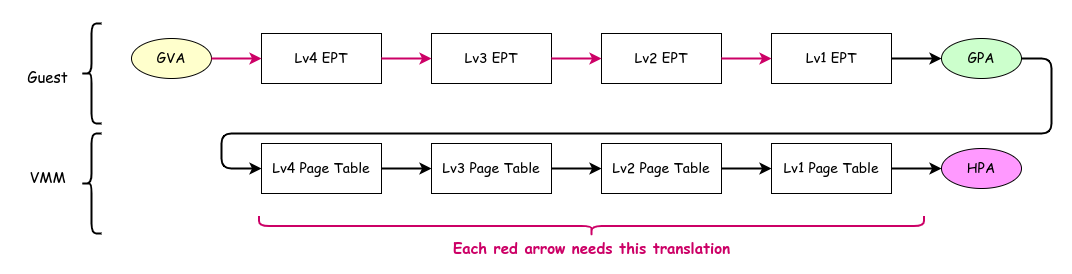 Guest
GVA
Lv4 EPT
Lv3 EPT
Lv2 EPT
Lv1 EPT
GPA
VMM
Lv4 Page Table
Lv3 Page Table
Lv2 Page Table
Lv1 Page Table
HPA
Each red arrow needs this translation